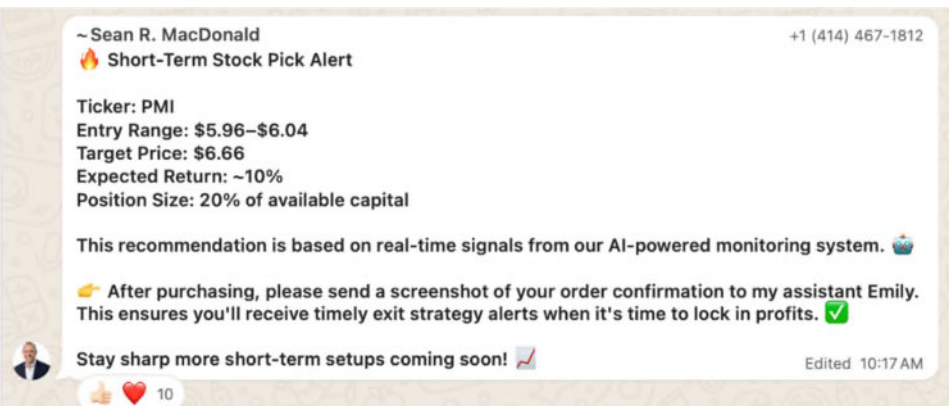 ~Sean R. MacDonald
+1 (414) 467-1812
🔥 Short-Term Stock Pick Alert
Ticker: PMI
Entry Range: $5.96–$6.04
Target Price: $6.66
Expected Return: ~10%
Position Size: 20% of available capital
This recommendation is based on real-time signals from our AI-powered monitoring system. 🤖
👉 After purchasing, please send a screenshot of your order confirmation to my assistant Emily.
This ensures you'll receive timely exit strategy alerts when it's time to lock in profits. ✅
Stay sharp more short-term setups coming soon! 📈
Edited 10:17 AM
👍🏻 ❤️ 10